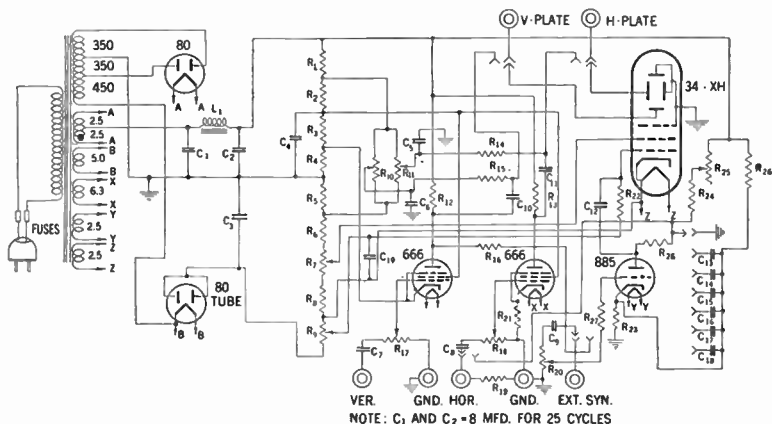 V-PLATE H-PLATE
350
350
450
80
A A
L1
34-XH
A
2.5
2.5
A
B
5.0
B
X
6.3
X
Y
2.5
Y
Z
2.5
Z
FUSES
C1
C2
C3
C4
R1
R2
R3
R4
R5
R6
R7
R8
R9
80
TUBE
B B
C5
R10
R11
C6
R12
R14
R15
C10
C11
C12
R22
Z Z
R24
R25
R26
C19
666
R16
666
X X
885
Y Y
R26
C13
C14
C15
C16
C17
C18
R21
R27
R23
C7
R17
C8
R18
C9
R20
R19
VER. GND. HOR. GND. EXT. SYN.
NOTE: C1 AND C2 = 8 MFD. FOR 25 CYCLES